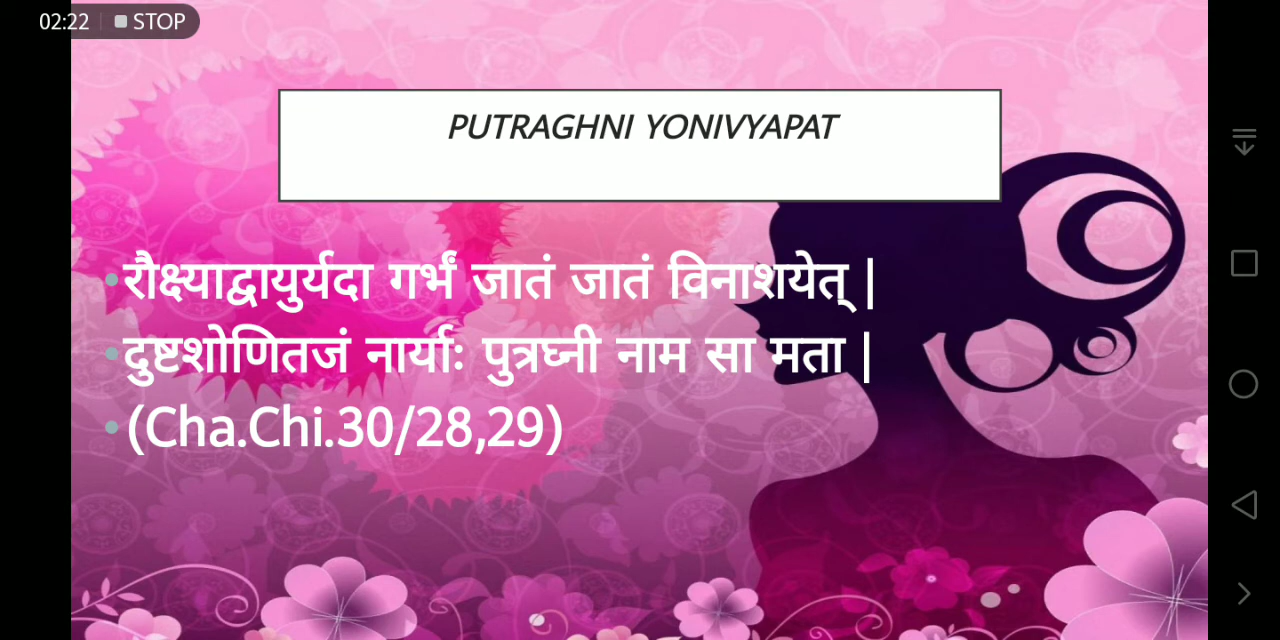 02:22 STOP
PUTRAGHNI YONIVYAPAT
रौक्ष्याद्वायुर्यदा गर्भं जातं जातं विनाशयेत् |
दुष्टशोणितजं नार्याः पुत्रघ्नी नाम सा मता |
(Cha.Chi.30/28,29)